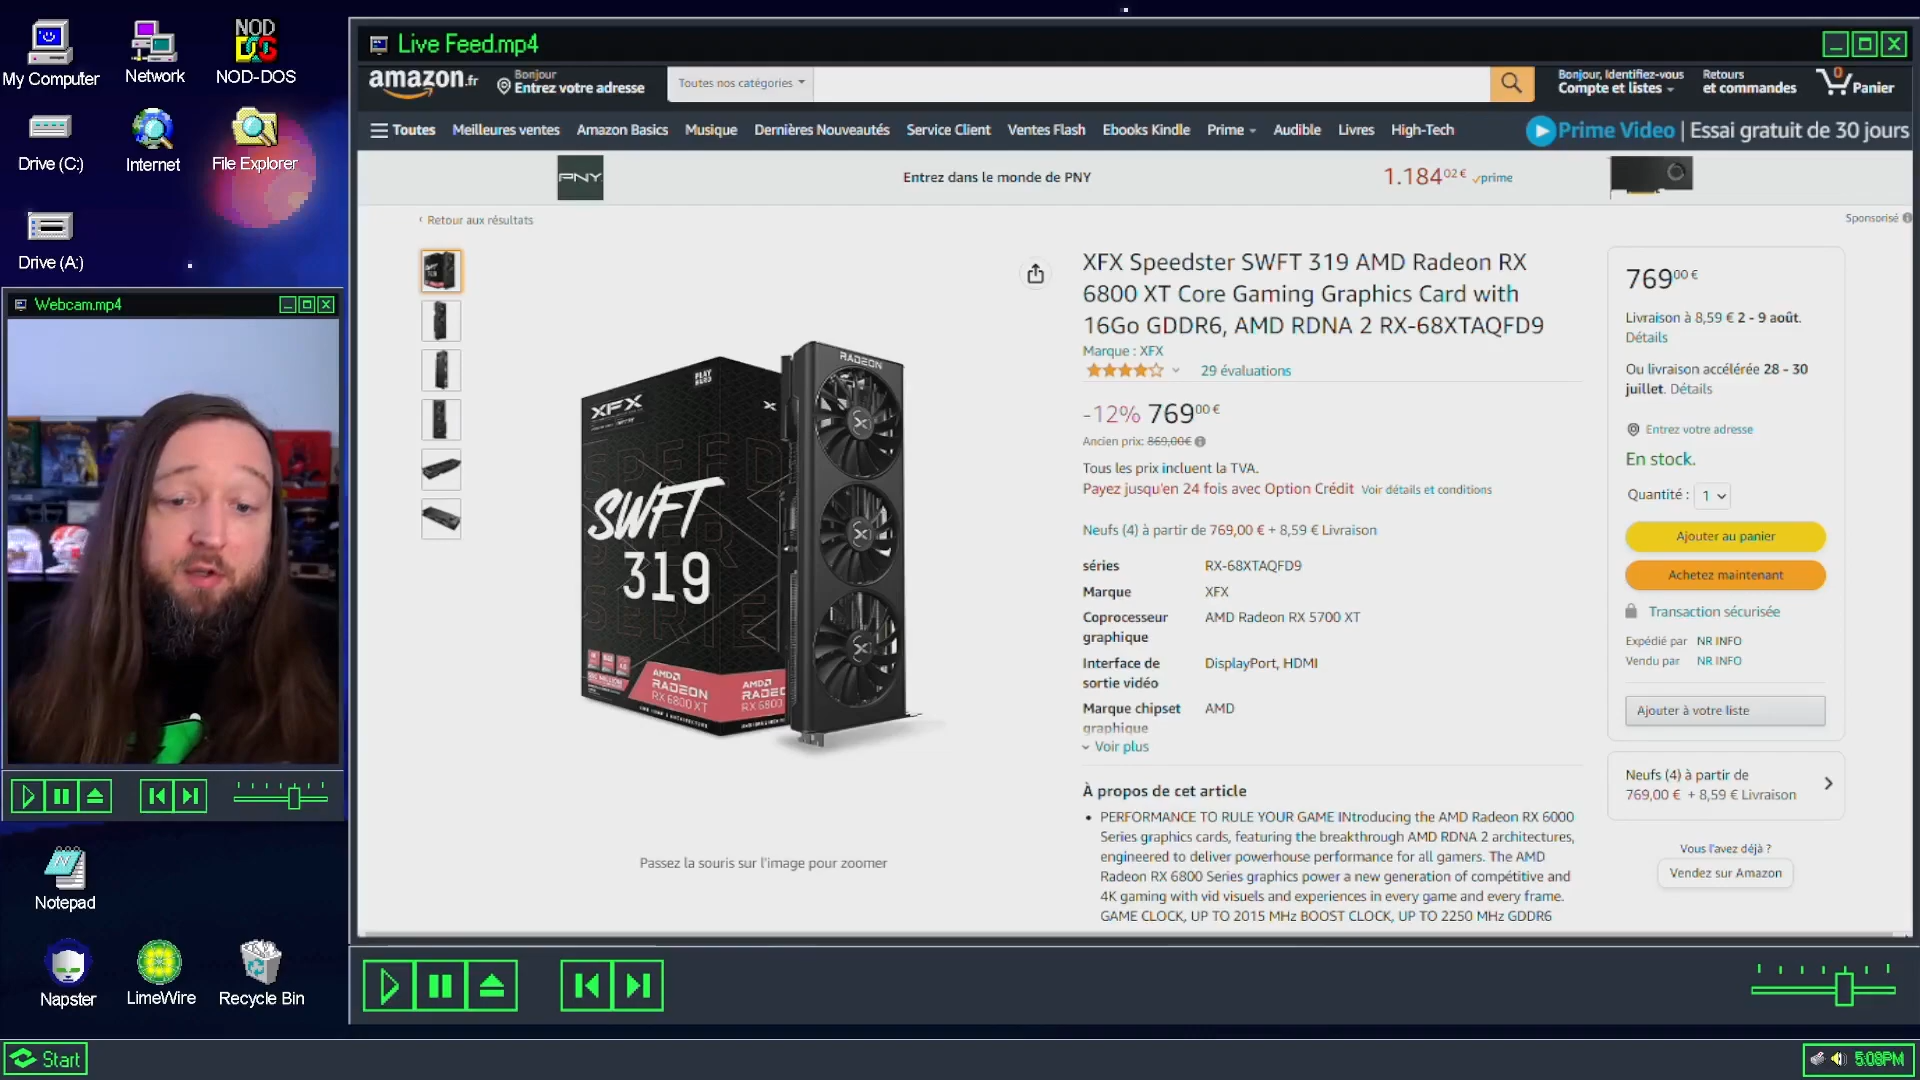 My Computer
Network
NOD
NOD-DOS
Drive (C:)
Internet
File Explorer
Drive (A:)
Webcam.mp4
Notepad
Napster
LimeWire
Recycle Bin
Start
5:08PM
Live Feed.mp4
amazon.fr
Bonjour
Entrez votre adresse
Toutes nos catégories
Bonjour, Identifiez-vous
Compte et listes
Retours
et commandes
0
Panier
Toutes
Meilleures ventes
Amazon Basics
Musique
Dernières Nouveautés
Service Client
Ventes Flash
Ebooks Kindle
Prime
Audible
Livres
High-Tech
Prime Video | Essai gratuit de 30 jours
PNY
Entrez dans le monde de PNY
1.184,02 € prime
Sponsorisé
‹ Retour aux résultats
RADEON
PLAY HARD
XFX
SWFT
319
AMD
RADEON
RX 6800 XT
AMD
RADEO
RX 6800
Passez la souris sur l'image pour zoomer
XFX Speedster SWFT 319 AMD Radeon RX
6800 XT Core Gaming Graphics Card with
16Go GDDR6, AMD RDNA 2 RX-68XTAQFD9
Marque : XFX
29 évaluations
-12% 769,00 €
Ancien prix: 869,00€
Tous les prix incluent la TVA.
Payez jusqu'en 24 fois avec Option Crédit Voir détails et conditions
Neufs (4) à partir de 769,00 € + 8,59 € Livraison
séries RX-68XTAQFD9
Marque XFX
Coprocesseur graphique AMD Radeon RX 5700 XT
Interface de sortie vidéo DisplayPort, HDMI
Marque chipset graphique AMD
Voir plus
À propos de cet article
• PERFORMANCE TO RULE YOUR GAME INtroducing the AMD Radeon RX 6000
Series graphics cards, featuring the breakthrough AMD RDNA 2 architectures,
engineered to deliver powerhouse performance for all gamers. The AMD
Radeon RX 6800 Series graphics power a new generation of compétitive and
4K gaming with vid visuels and experiences in every game and every frame.
GAME CLOCK, UP TO 2015 MHz BOOST CLOCK, UP TO 2250 MHz GDDR6
769,00 €
Livraison à 8,59 € 2 - 9 août.
Détails
Ou livraison accélérée 28 - 30
juillet. Détails
Entrez votre adresse
En stock.
Quantité : 1
Ajouter au panier
Achetez maintenant
Transaction sécurisée
Expédié par NR INFO
Vendu par NR INFO
Ajouter à votre liste
Neufs (4) à partir de
769,00 € + 8,59 € Livraison
Vous l'avez déjà ?
Vendez sur Amazon